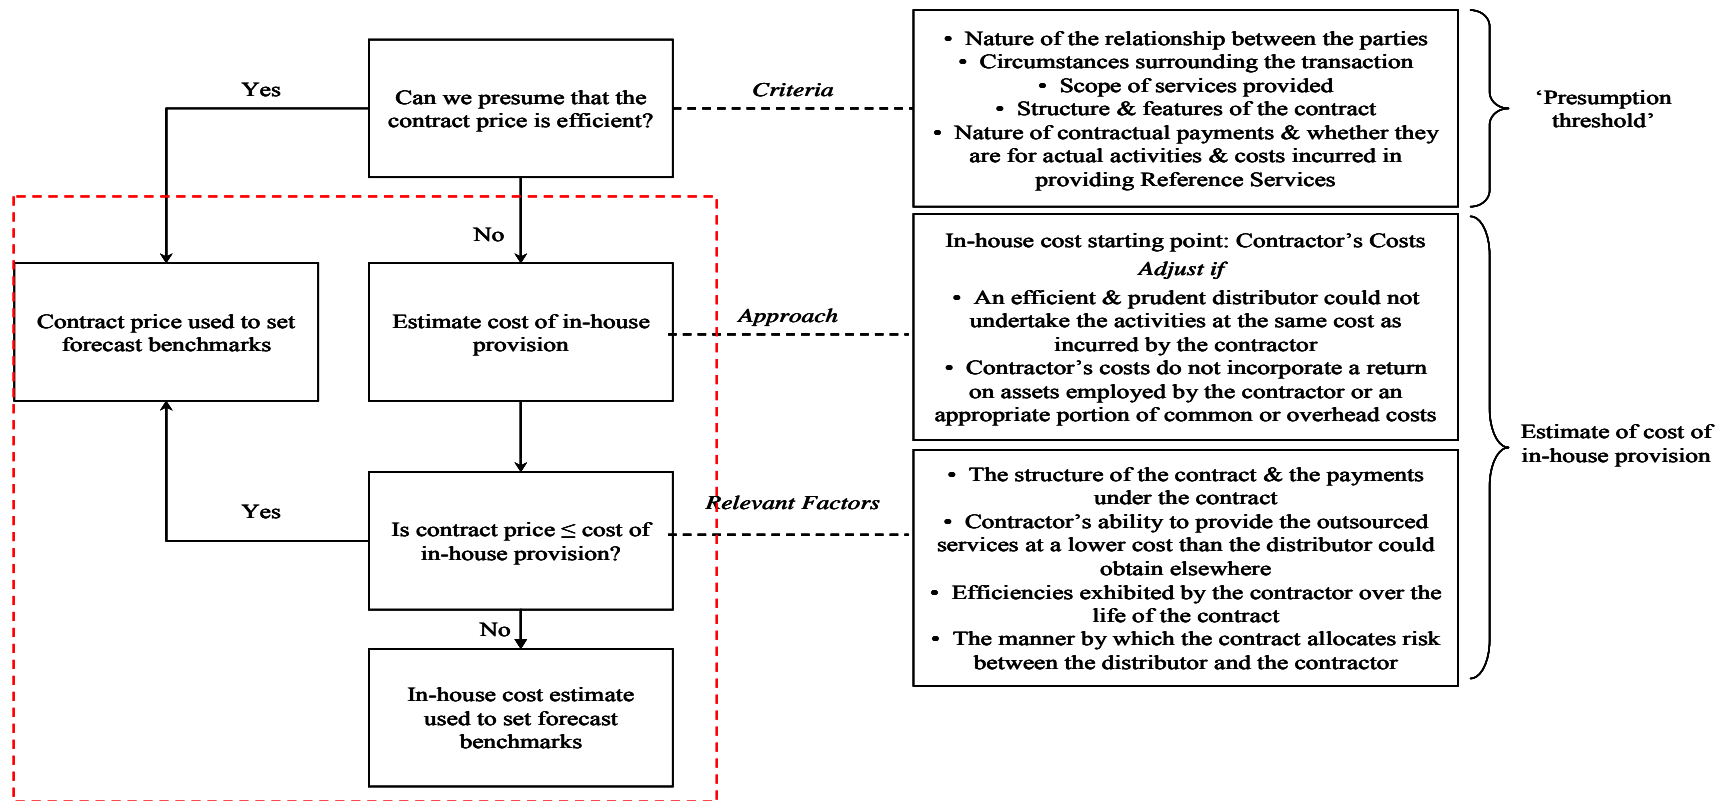 Can we presume that the
contract price is efficient?
Yes
No
Criteria
• Nature of the relationship between the parties
• Circumstances surrounding the transaction
• Scope of services provided
• Structure & features of the contract
• Nature of contractual payments & whether they
are for actual activities & costs incurred in
providing Reference Services
‘Presumption
threshold’
Contract price used to set
forecast benchmarks
Estimate cost of in-house
provision
Approach
In-house cost starting point: Contractor’s Costs
Adjust if
• An efficient & prudent distributor could not
undertake the activities at the same cost as
incurred by the contractor
• Contractor’s costs do not incorporate a return
on assets employed by the contractor or an
appropriate portion of common or overhead costs
Estimate of cost of
in-house provision
Yes
Is contract price ≤ cost of
in-house provision?
Relevant Factors
• The structure of the contract & the payments
under the contract
• Contractor’s ability to provide the outsourced
services at a lower cost than the distributor could
obtain elsewhere
• Efficiencies exhibited by the contractor over the
life of the contract
• The manner by which the contract allocates risk
between the distributor and the contractor
No
In-house cost estimate
used to set forecast
benchmarks